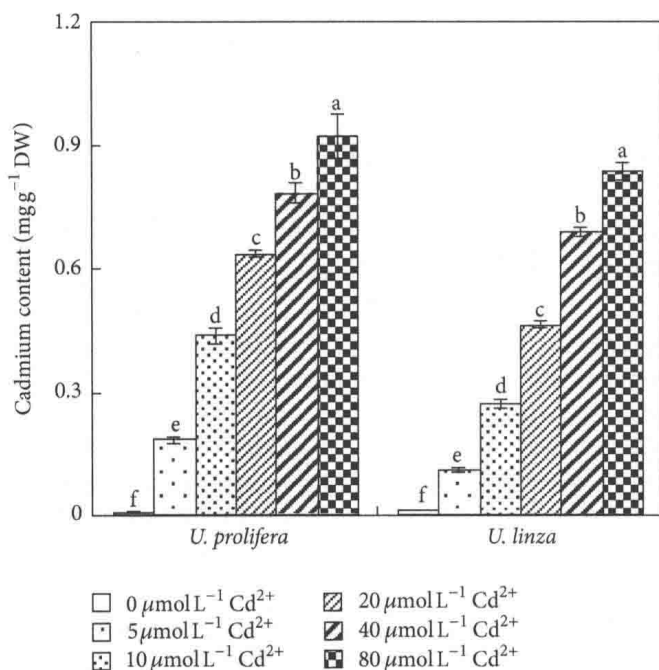 1.2
0.9
0.6
0.3
0
Cadmium content (mg g⁻¹ DW)
f
e
d
c
b
a
f
e
d
c
b
a
U. prolifera
U. linza
0 μmol L⁻¹ Cd²⁺
5 μmol L⁻¹ Cd²⁺
10 μmol L⁻¹ Cd²⁺
20 μmol L⁻¹ Cd²⁺
40 μmol L⁻¹ Cd²⁺
80 μmol L⁻¹ Cd²⁺